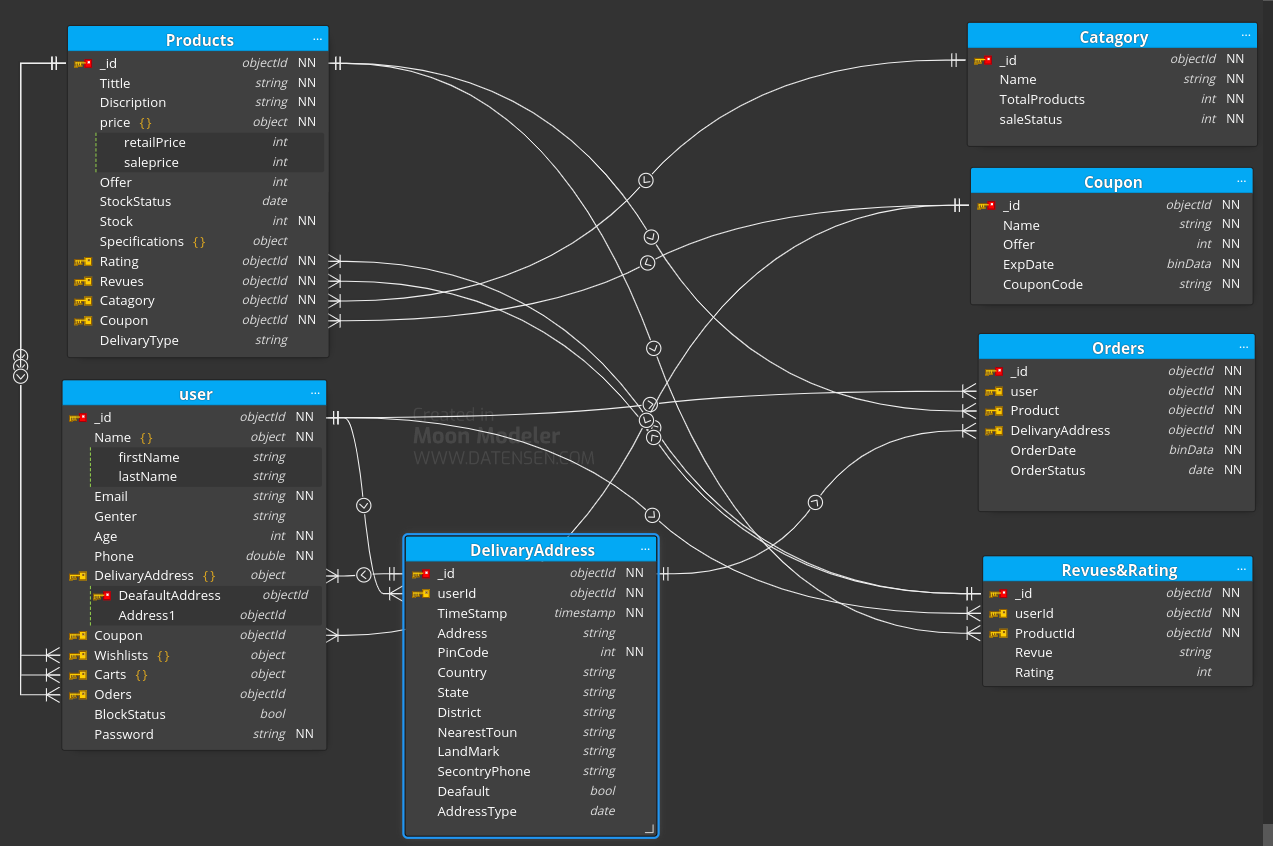 Products ...
_id objectId NN
Tittle string NN
Discription string NN
price {} object NN
retailPrice int
saleprice int
Offer int
StockStatus date
Stock int NN
Specifications {} object
Rating objectId NN
Revues objectId NN
Catagory objectId NN
Coupon objectId NN
DelivaryType string
Catagory ...
_id objectId NN
Name string NN
TotalProducts int NN
saleStatus int NN
Coupon ...
_id objectId NN
Name string NN
Offer int NN
ExpDate binData NN
CouponCode string NN
Orders ...
_id objectId NN
user objectId NN
Product objectId NN
DelivaryAddress objectId NN
OrderDate binData NN
OrderStatus date NN
user ...
_id objectId NN
Name {} object NN
firstName string
lastName string
Email string NN
Genter string
Age int NN
Phone double NN
DelivaryAddress {} object
DeafaultAddress objectId
Address1 objectId
Coupon objectId
Wishlists {} object
Carts {} object
Oders objectId
BlockStatus bool
Password string NN
Created in
Moon Modeler
WWW.DATENSEN.COM
DelivaryAddress ...
_id objectId NN
userId objectId NN
TimeStamp timestamp NN
Address string
PinCode int NN
Country string
State string
District string
NearestToun string
LandMark string
SecontryPhone string
Deafault bool
AddressType date
Revues&Rating ...
_id objectId NN
userId objectId NN
ProductId objectId NN
Revue string
Rating int